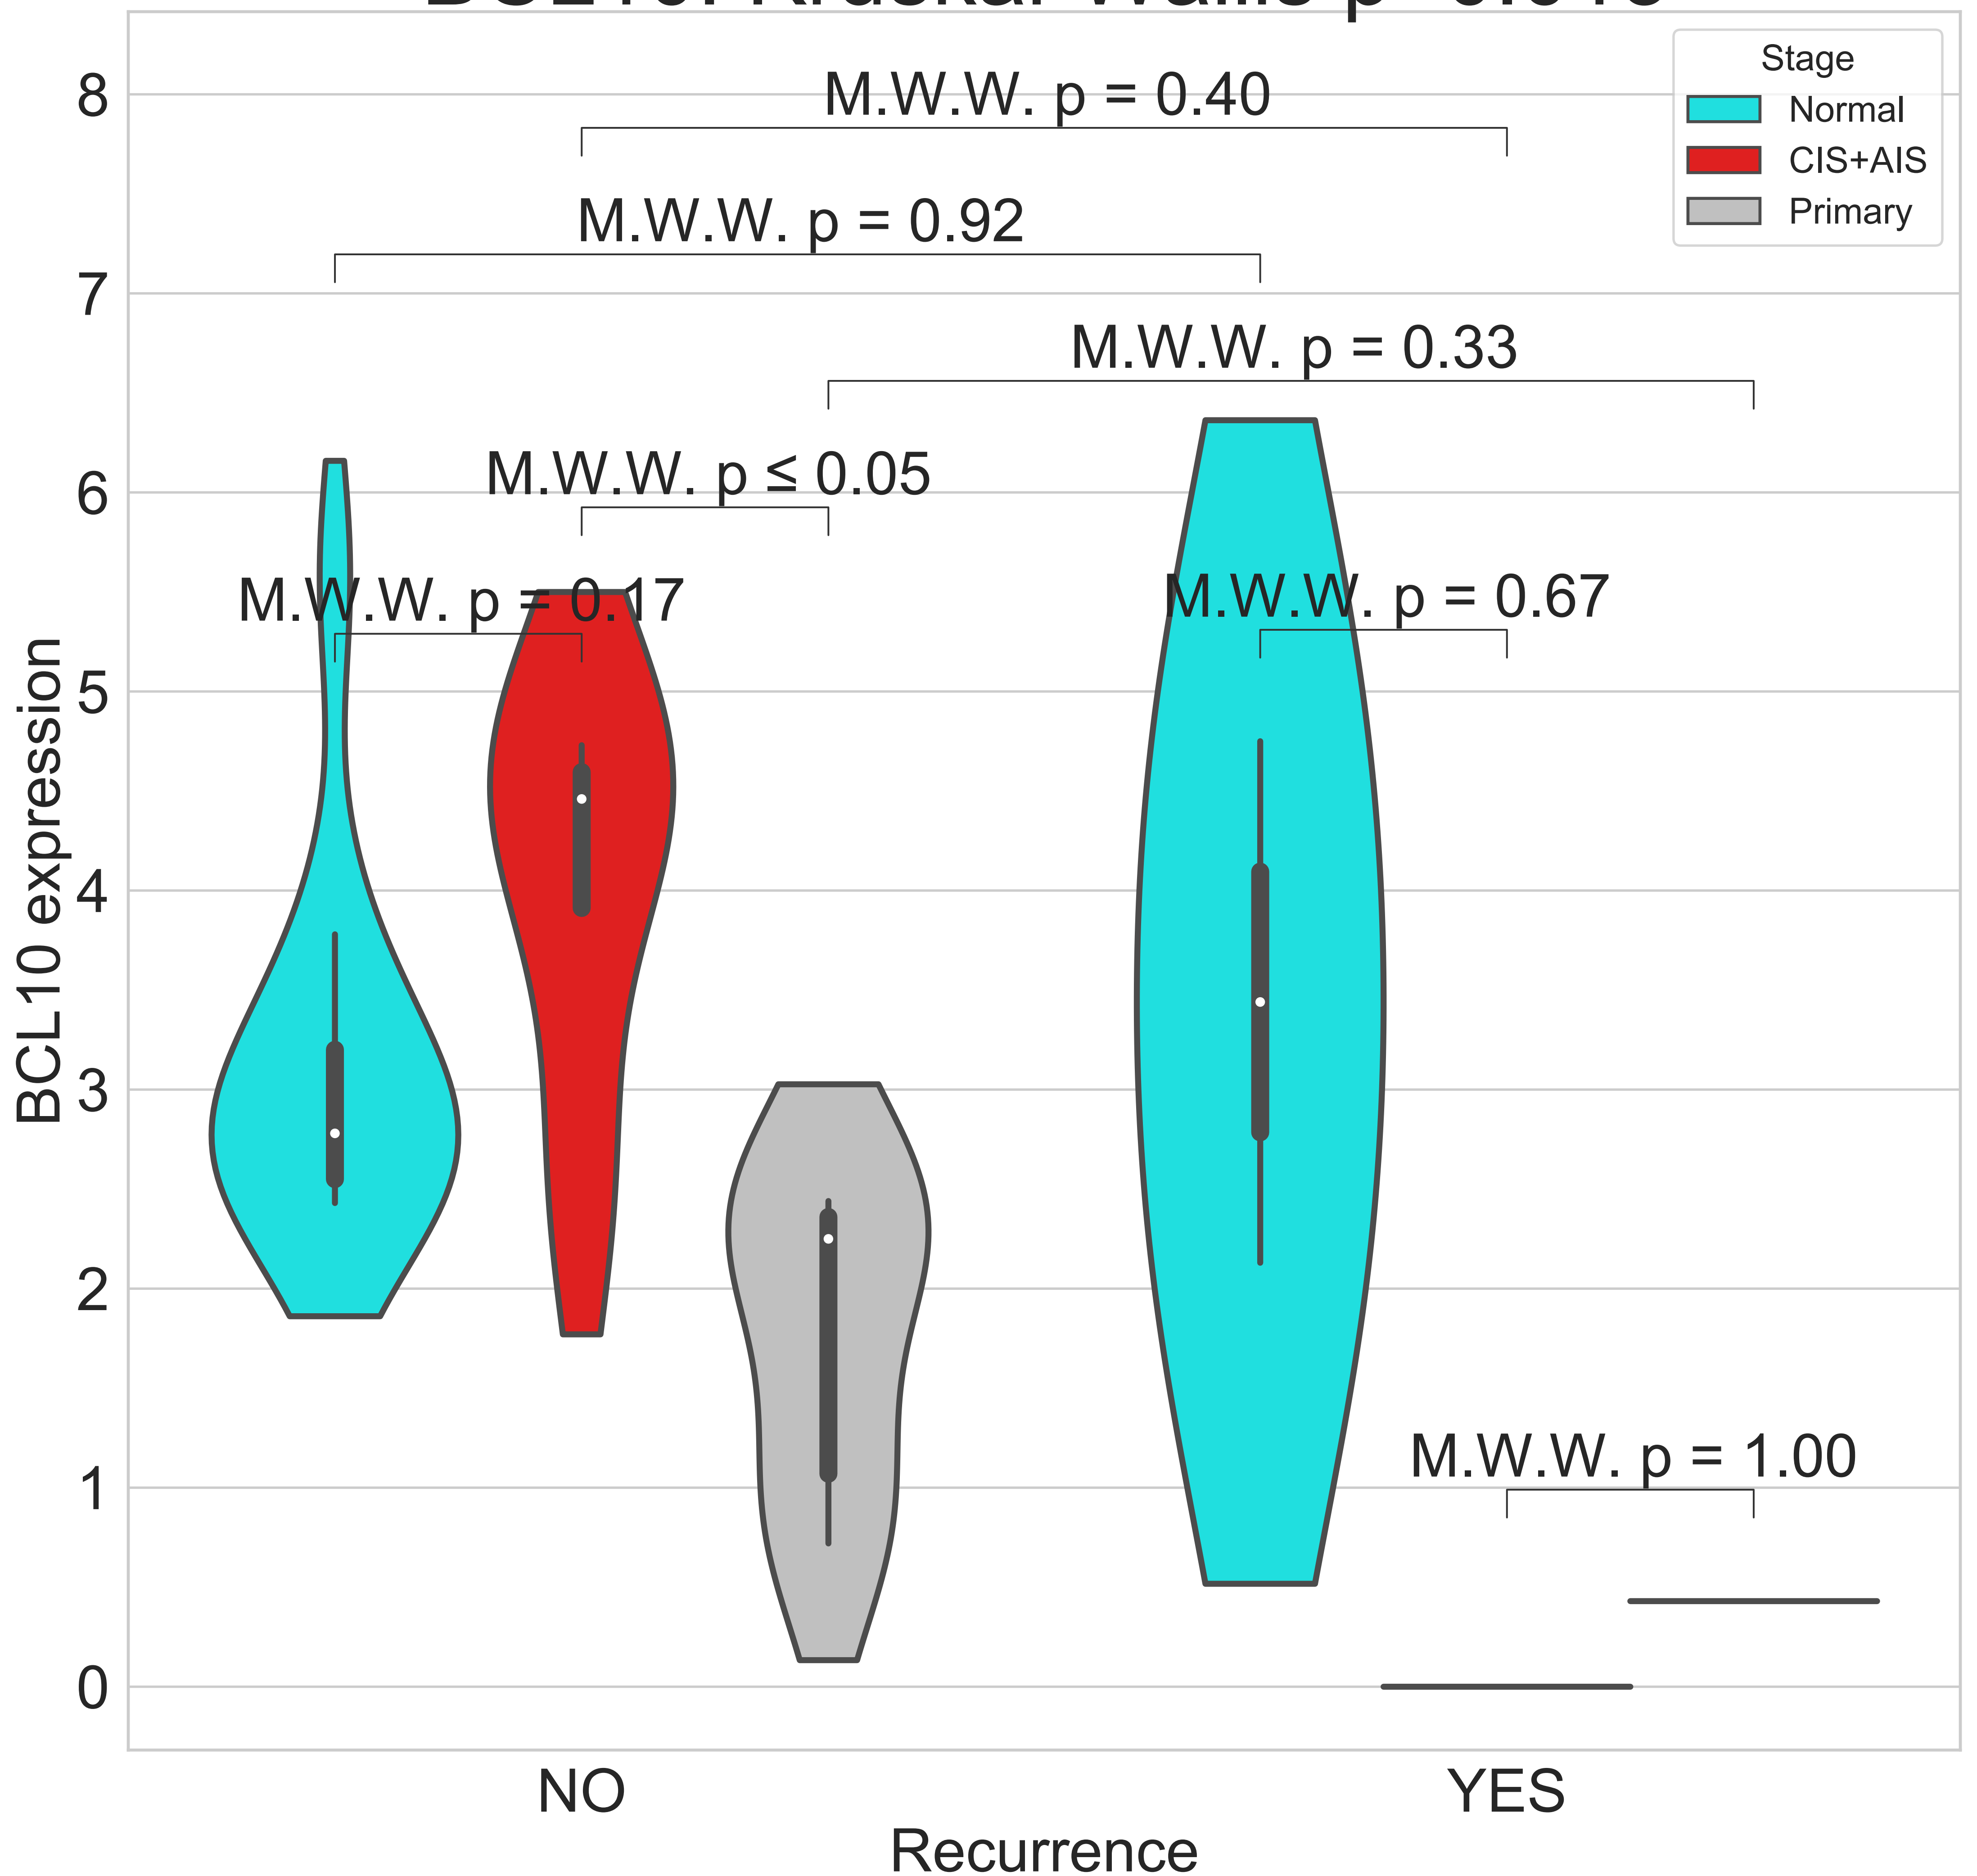 Stage
Normal
CIS+AIS
Primary
M.W.W. p = 0.40
M.W.W. p = 0.92
M.W.W. p = 0.33
M.W.W. p ≤ 0.05
M.W.W. p = 0.17
M.W.W. p = 0.67
M.W.W. p = 1.00
8
7
6
5
4
3
2
1
0
BCL10 expression
NO
YES
Recurrence